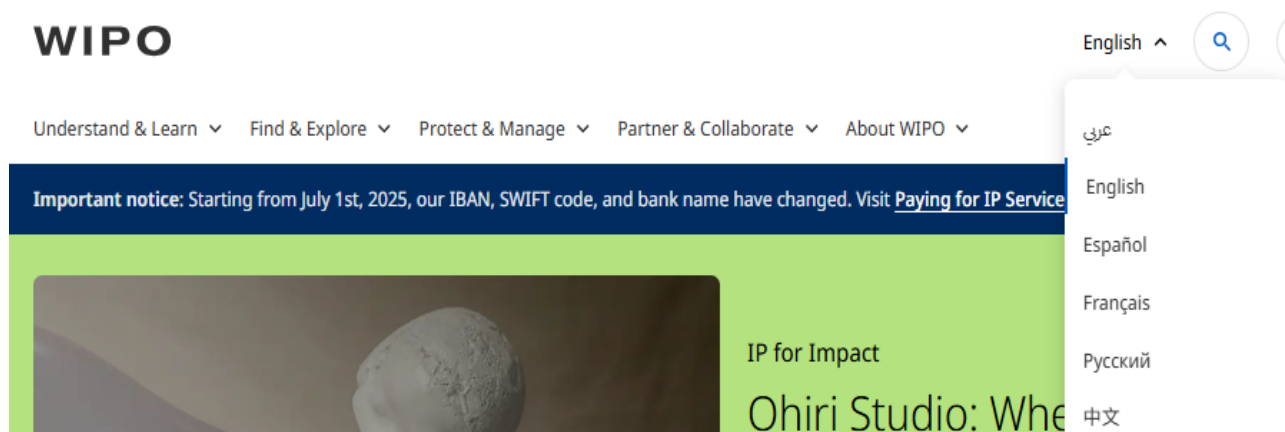 WIPO
English
Understand & Learn
Find & Explore
Protect & Manage
Partner & Collaborate
About WIPO
Important notice: Starting from July 1st, 2025, our IBAN, SWIFT code, and bank name have changed. Visit Paying for IP Service
IP for Impact
Ohiri Studio: Whe
عربي
English
Español
Français
Русский
中文